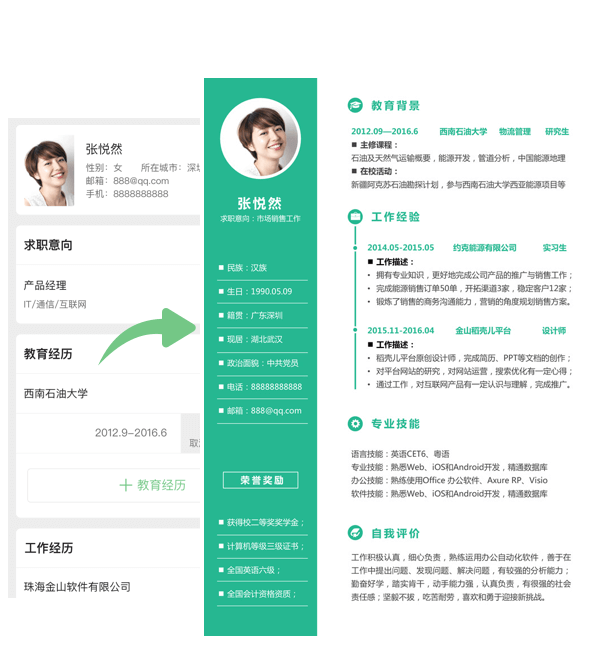 张悦然
性别：女 所在城市：深圳
邮箱：888@qq.com
手机：8888888888
求职意向
产品经理
IT/通信/互联网
教育经历
西南石油大学
2012.9-2016.6
取消
教育经历
工作经历
珠海金山软件有限公司
张悦然
求职意向：市场销售工作
民族：汉族
生日：1990.05.09
籍贯：广东深圳
现居：湖北武汉
政治面貌：中共党员
电话：88888888888
邮箱：888@qq.com
荣誉奖励
获得校二等奖奖学金；
计算机等级三级证书；
全国英语六级；
全国会计资格资质；
教育背景
2012.09—2016.6 西南石油大学 物流管理 研究生
主修课程：
石油及天然气运输概要，能源开发，管道分析，中国能源地理
在校活动：
新疆阿克苏石油勘探计划，参与西南石油大学西亚能源项目等
工作经验
2014.05-2015.05 约克能源有限公司 实习生
工作描述：
• 拥有专业知识，更好地完成公司产品的推广与销售工作；
• 完成能源销售订单50单，开拓渠道3家，稳定客户12家；
• 锻炼了销售的商务沟通能力，营销的角度规划销售方案。
2015.11-2016.04 金山稻壳儿平台 设计师
工作描述：
• 稻壳儿平台原创设计师，完成简历、PPT等文档的创作；
• 对平台网站的研究，对网站运营，搜索优化有一定心得；
• 通过工作，对互联网产品有一定认识与理解，完成推广。
专业技能
语言技能：英语CET6、粤语
专业技能：熟悉Web、iOS和Android开发，精通数据库
办公技能：熟练使用Office 办公软件、Axure RP、Visio
软件技能：熟悉Web、iOS和Android开发，精通数据库
自我评价
工作积极认真，细心负责，熟练运用办公自动化软件，善于在
工作中提出问题、发现问题、解决问题，有较强的分析能力；
勤奋好学，踏实肯干，动手能力强，认真负责，有很强的社会
责任感；坚毅不拔，吃苦耐劳，喜欢和勇于迎接新挑战。